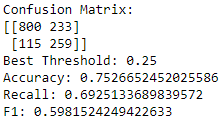 Confusion Matrix:
[[800 233]
 [115 259]]
Best Threshold: 0.25
Accuracy: 0.7526652452025586
Recall: 0.6925133689839572
F1: 0.5981524249422633